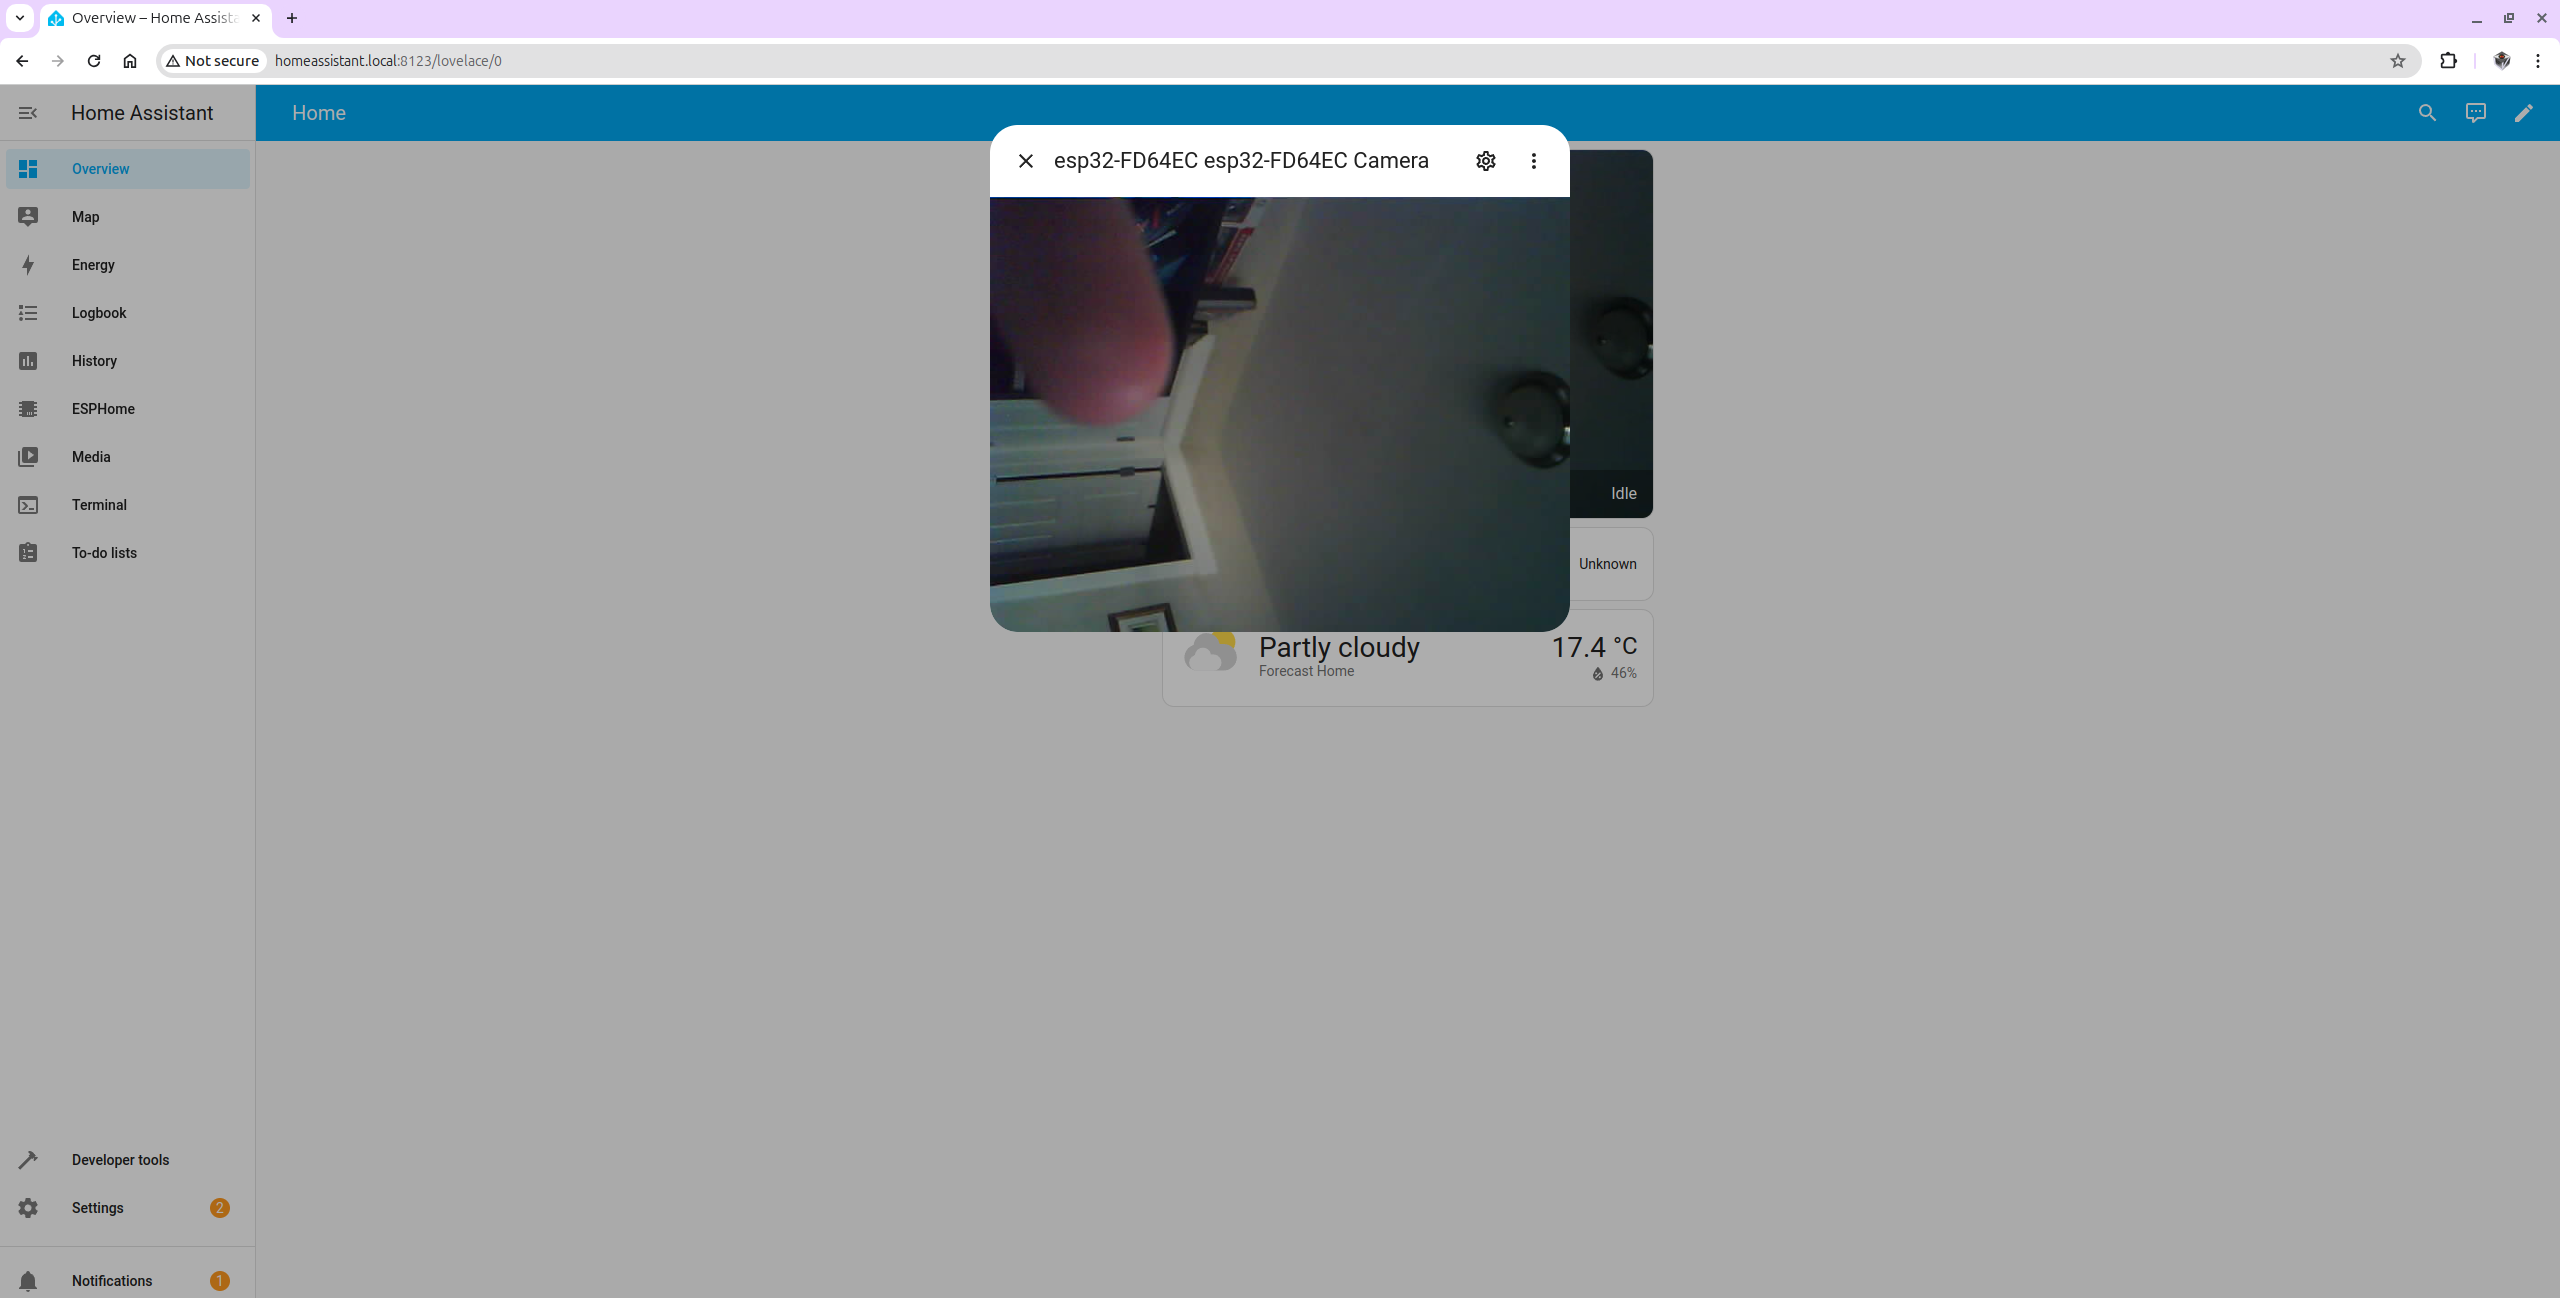 Overview – Home Assista
Not secure
homeassistant.local:8123/lovelace/0
Home Assistant
Home
Overview
Map
Energy
Logbook
History
ESPHome
Media
Terminal
To-do lists
Developer tools
Settings
2
Notifications
1
esp32-FD64EC esp32-FD64EC Camera
Idle
Unknown
Partly cloudy
17.4 °C
Forecast Home
46%